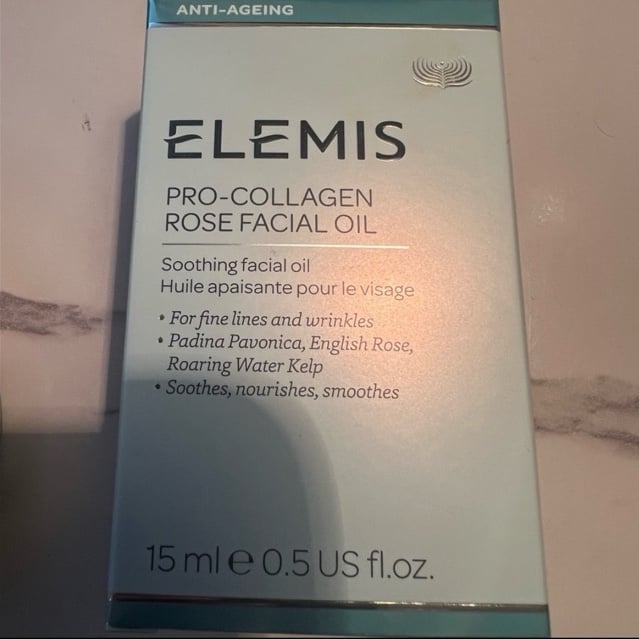 ANTI-AGEING
ELEMIS
PRO-COLLAGEN
ROSE FACIAL OIL
Soothing facial oil
Huile apaisante pour le visage
• For fine lines and wrinkles
• Padina Pavonica, English Rose,
Roaring Water Kelp
• Soothes, nourishes, smoothes
15 ml e 0.5 US fl.oz.